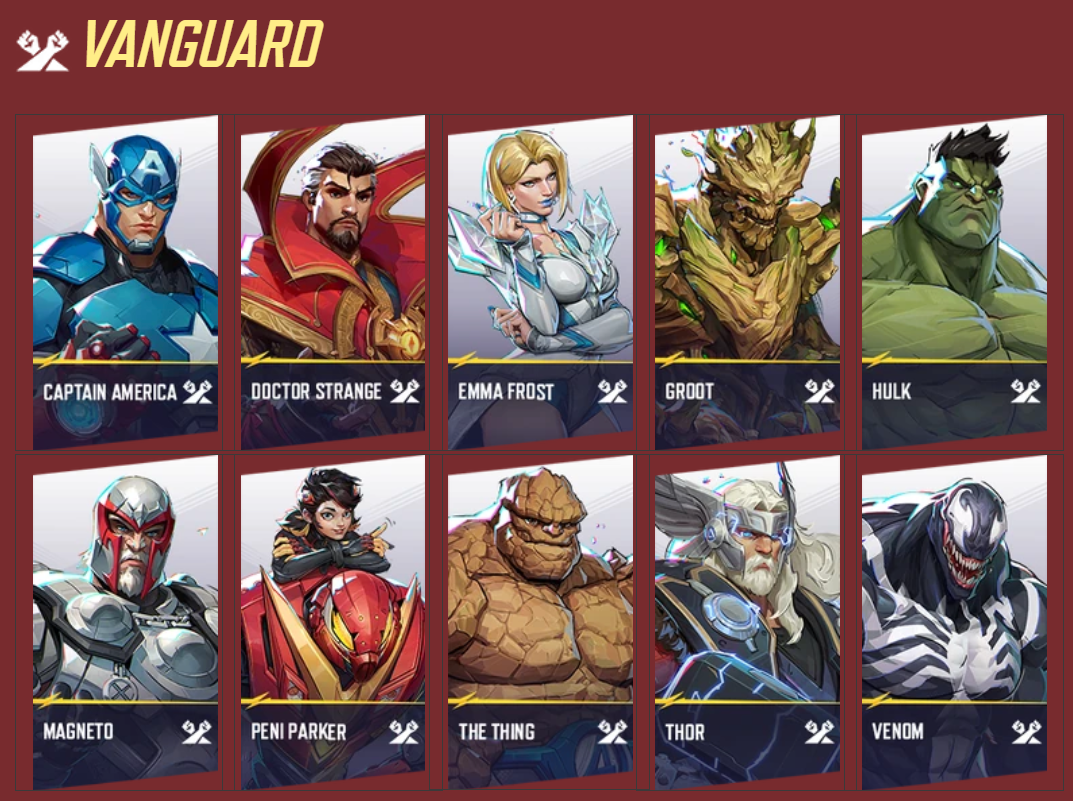 VANGUARD
CAPTAIN AMERICA
DOCTOR STRANGE
EMMA FROST
GROOT
HULK
MAGNETO
PENI PARKER
THE THING
THOR
VENOM